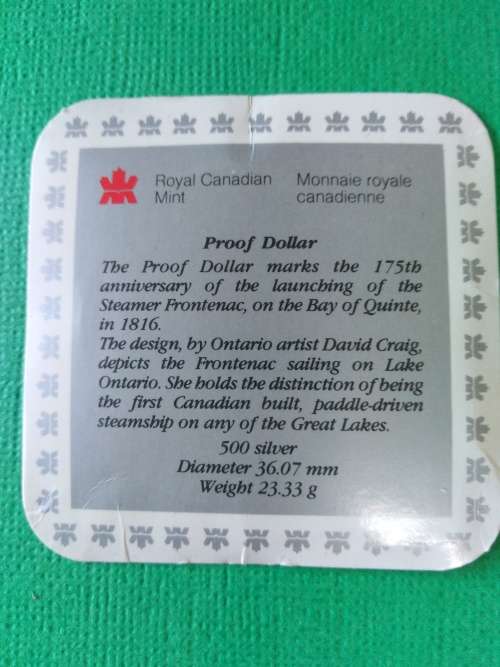 Royal Canadian Mint
Monnaie royale canadienne
Proof Dollar
The Proof Dollar marks the 175th
anniversary of the launching of the
Steamer Frontenac, on the Bay of Quinte,
in 1816.
The design, by Ontario artist David Craig,
depicts the Frontenac sailing on Lake
Ontario. She holds the distinction of being
the first Canadian built, paddle-driven
steamship on any of the Great Lakes.
500 silver
Diameter 36.07 mm
Weight 23.33 g